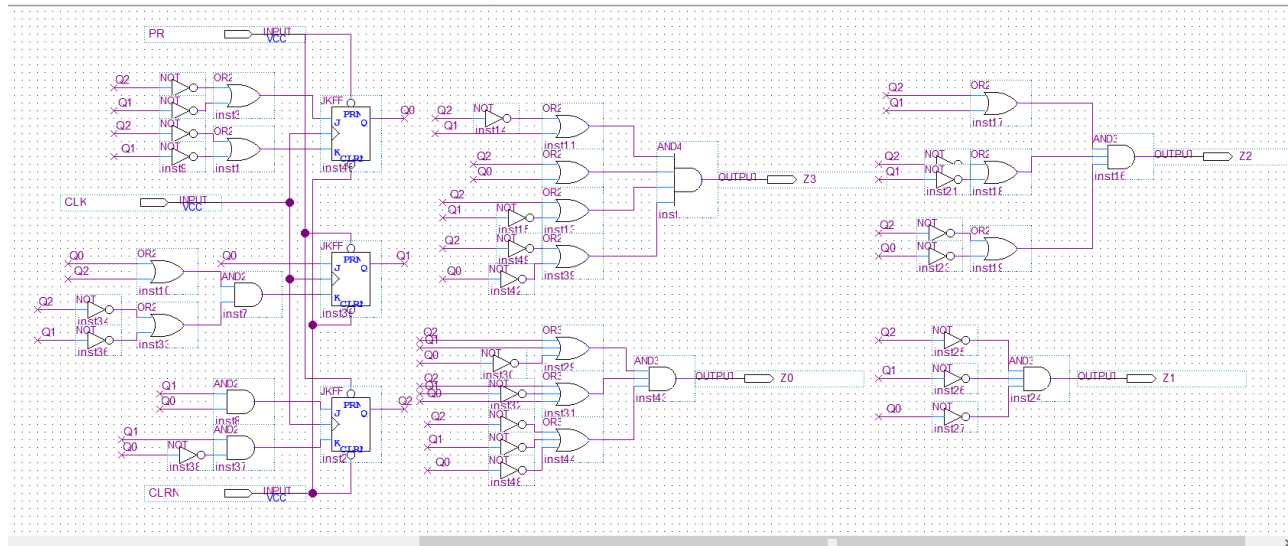 PR INPUT VCC
Q2 NOT OR2
Q1 NOT inst3
Q2 NOT OR2
Q1 NOT inst9 inst1
JKFF PRN J Q K CLRN inst4 Q0
CLK INPUT VCC
Q0 Q0 OR2
Q2 inst10 AND2 inst7
Q2 NOT inst34 OR2
Q1 NOT inst36 inst33
JKFF PRN J Q K CLRN Q1
Q1 AND2
Q0 inst6
Q1 AND2
Q0 NOT inst38 inst37
JKFF PRN J Q K CLRN inst2 Q2
CLRN INPUT VCC
Q2 NOT inst14 OR2
Q1 inst11
Q2 OR2
Q0 inst12
Q2 OR2
Q1 NOT inst15 inst13
Q2 NOT inst49 OR2
Q0 NOT inst42 inst39
AND4 inst OUTPUT Z3
Q2 OR3
Q1
Q0 NOT inst30 inst29
Q2 OR3
Q1 NOT inst32
Q0 inst31
Q2 NOT OR3
Q1 NOT
Q0 NOT inst48 inst44
AND3 inst43 OUTPUT Z0
Q2 OR2
Q1 inst17
Q2 NOT OR2
Q1 NOT inst21 inst18
Q2 NOT OR2
Q0 NOT inst23 inst19
AND3 inst16 OUTPUT Z2
Q2 NOT inst25
Q1 NOT inst26
Q0 NOT inst27
AND3 inst24 OUTPUT Z1